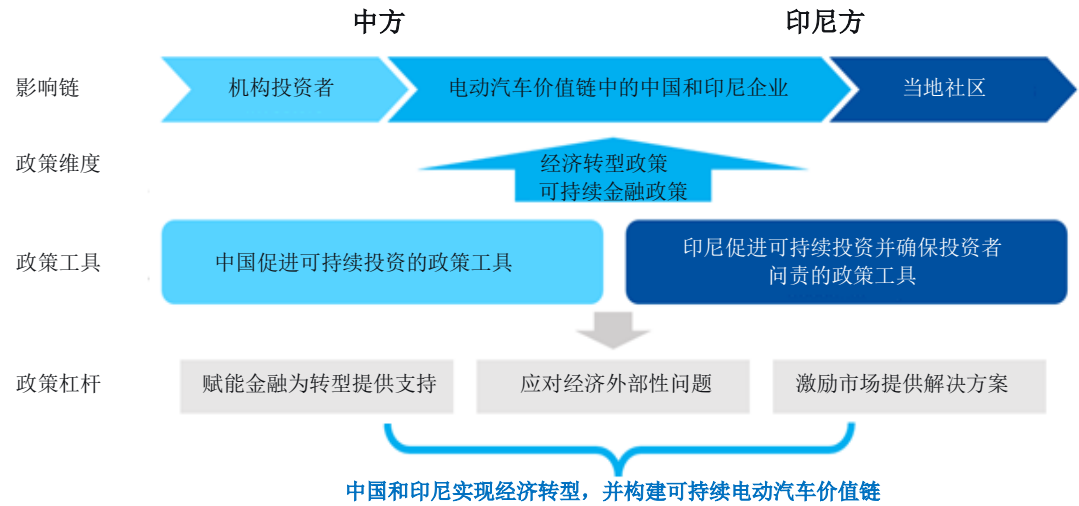 中方
印尼方
影响链
机构投资者
电动汽车价值链中的中国和印尼企业
当地社区
政策维度
经济转型政策
可持续金融政策
政策工具
中国促进可持续投资的政策工具
印尼促进可持续投资并确保投资者
问责的政策工具
政策杠杆
赋能金融为转型提供支持
应对经济外部性问题
激励市场提供解决方案
中国和印尼实现经济转型，并构建可持续电动汽车价值链